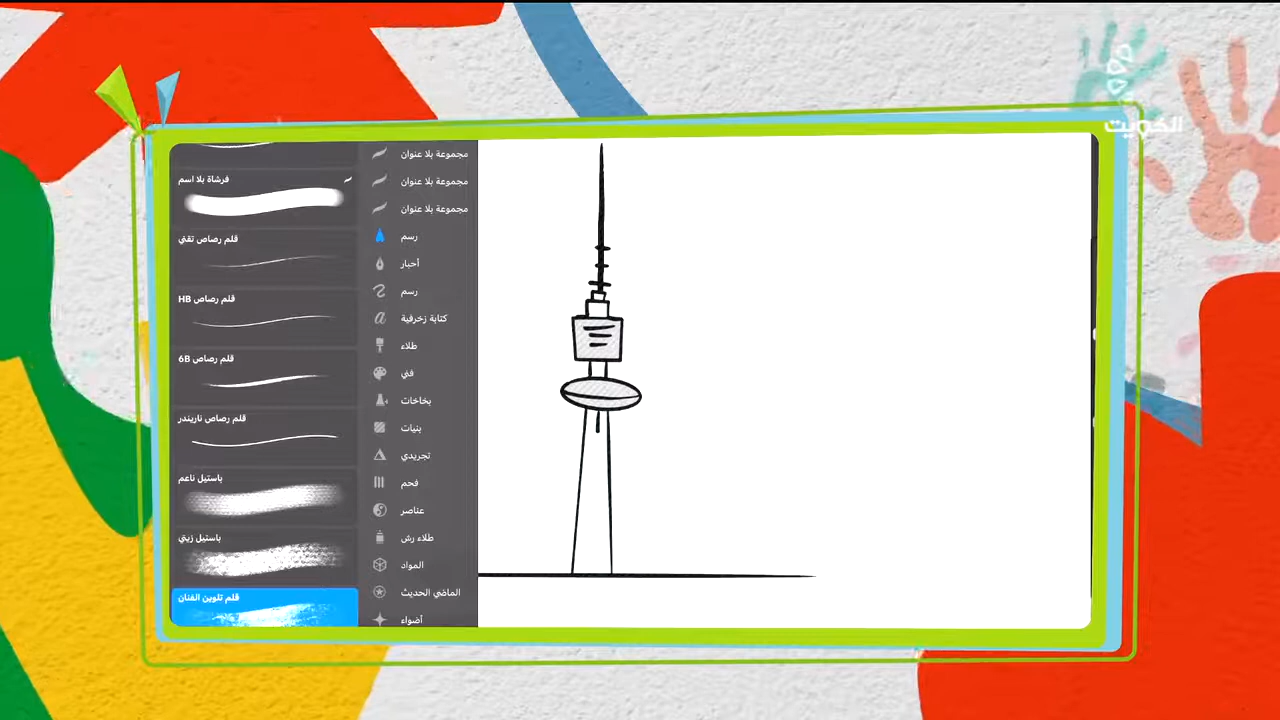 الكويت
مجموعة بلا عنوان
مجموعة بلا عنوان
مجموعة بلا عنوان
رسم
أحبار
رسم
كتابة زخرفية
طلاء
فني
بخاخات
بنيات
تجريدي
فحم
عناصر
طلاء رش
المواد
الماضي الحديث
أضواء
فرشاة بلا اسم
قلم رصاص تقني
قلم رصاص HB
قلم رصاص 6B
قلم رصاص ناريندر
باستيل ناعم
باستيل زيتي
قلم تلوين الفنان